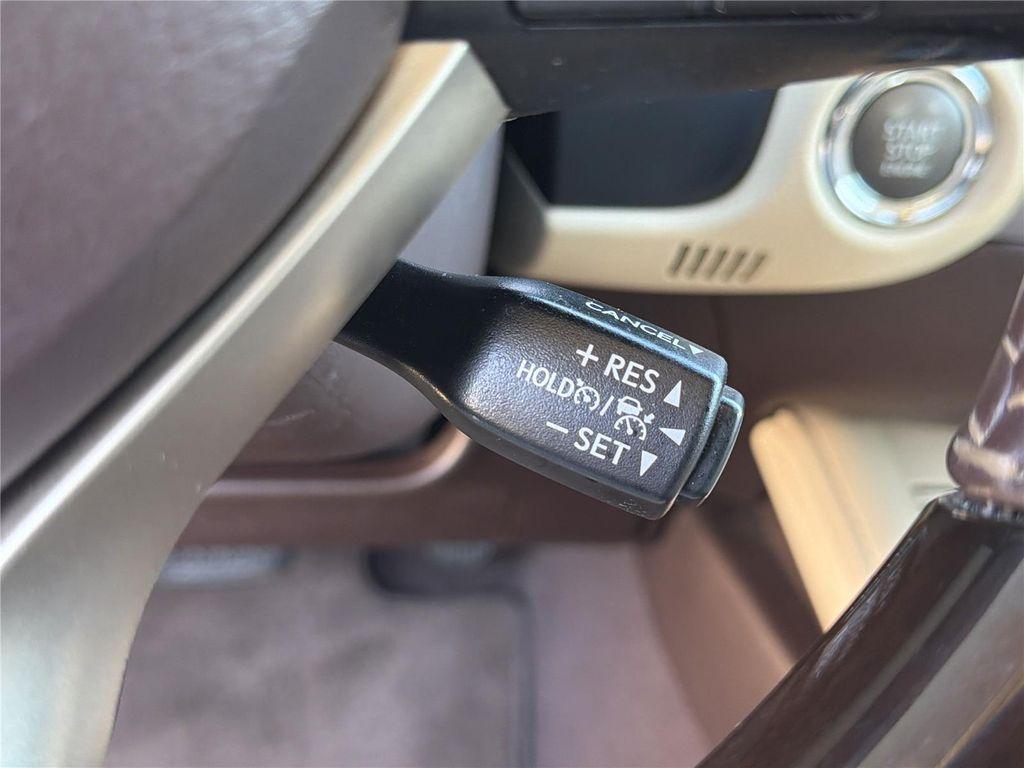 START
STOP
ENGINE
CANCEL▼
+ RES ▲
HOLD / ◀
− SET ▼